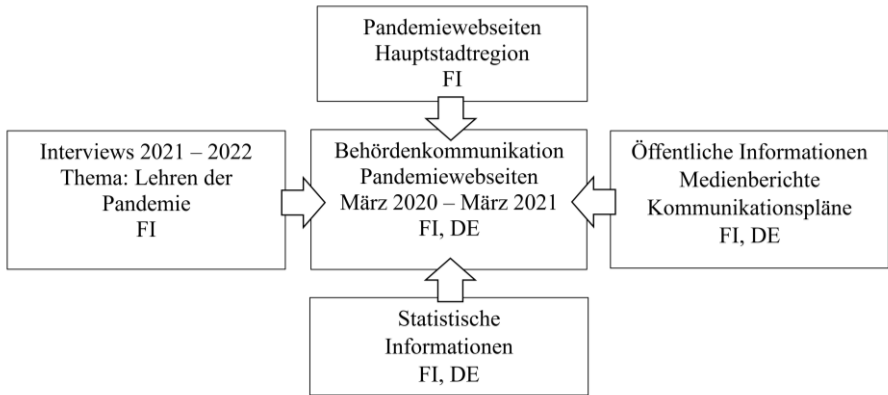 Pandemiewebseiten
Hauptstadtregion
FI
Interviews 2021 – 2022
Thema: Lehren der
Pandemie
FI
Behördenkommunikation
Pandemiewebseiten
März 2020 – März 2021
FI, DE
Öffentliche Informationen
Medienberichte
Kommunikationspläne
FI, DE
Statistische
Informationen
FI, DE